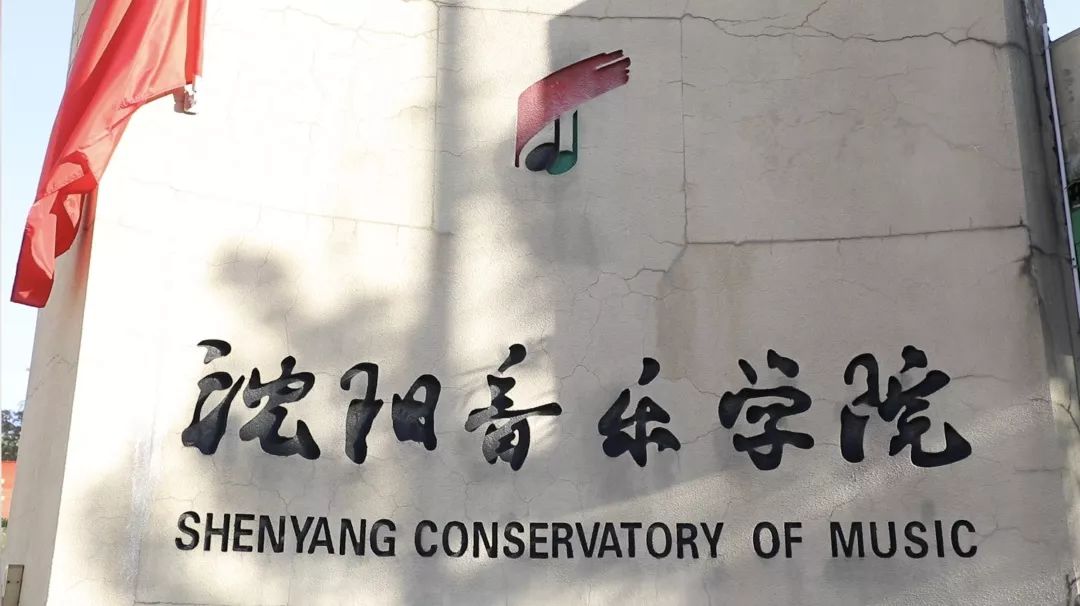 沈阳音乐学院
SHENYANG CONSERVATORY OF MUSIC